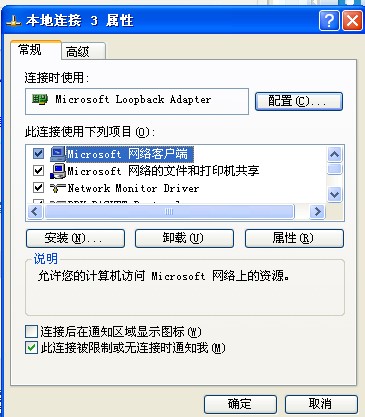 本地连接 3 属性
常规 高级
连接时使用:
Microsoft Loopback Adapter 配置(C)...
此连接使用下列项目(O):
Microsoft 网络客户端
Microsoft 网络的文件和打印机共享
Network Monitor Driver
安装(N)... 卸载(U) 属性(R)
说明
允许您的计算机访问 Microsoft 网络上的资源。
连接后在通知区域显示图标(W)
此连接被限制或无连接时通知我(M)
确定 取消